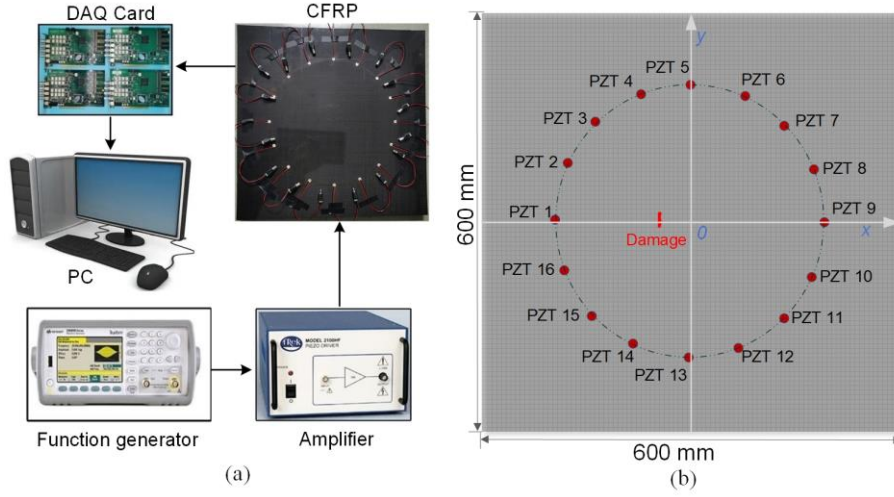 DAQ Card
CFRP
PC
TREK
MODEL 2100HF
PIEZO DRIVER
Function generator
Amplifier
(a)
y
PZT 5
PZT 4
PZT 6
PZT 3
PZT 7
PZT 2
PZT 8
PZT 1
PZT 9
Damage
0
x
PZT 16
PZT 10
PZT 15
PZT 11
PZT 14
PZT 12
PZT 13
600 mm
600 mm
(b)